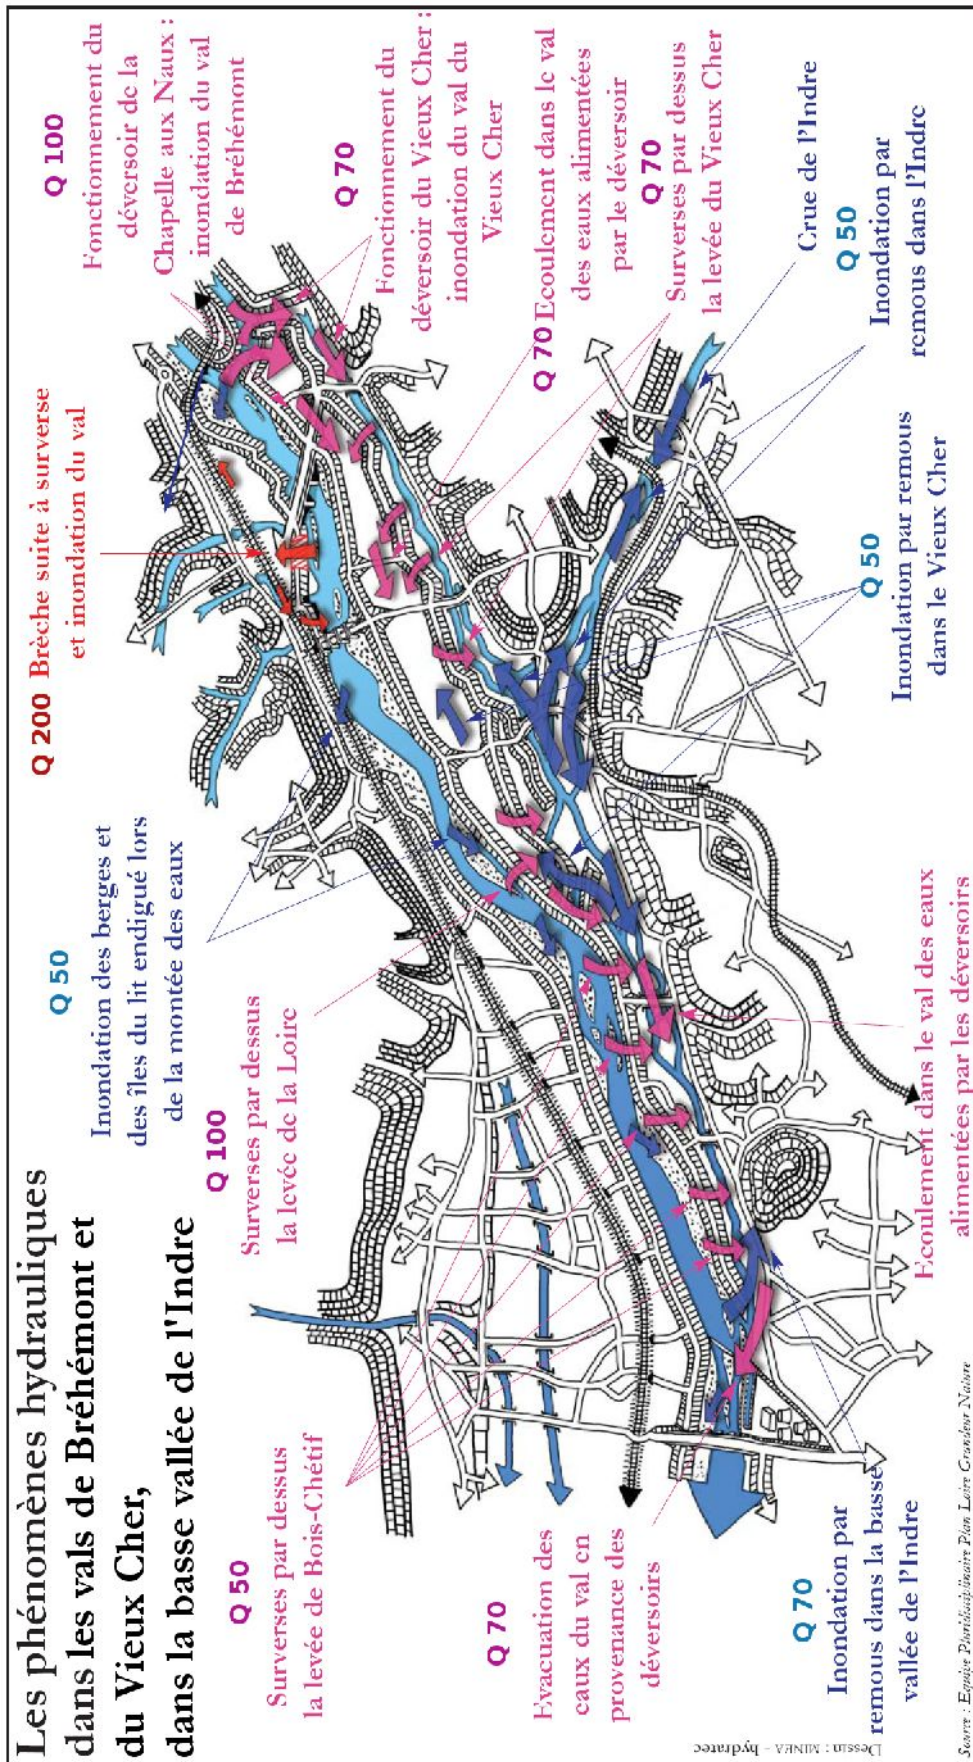 Les phénomènes hydrauliques
dans les vals de Bréhémont et
du Vieux Cher,
dans la basse vallée de l'Indre
Q 50
Inondation des berges et
des îles du lit endigué lors
de la montée des eaux
Q 200 Brèche suite à surverse
et inondation du val
Q 100
Fonctionnement du
déversoir de la
Chapelle aux Naux :
inondation du val
de Bréhémont
Q 70
Fonctionnement du
déversoir du Vieux Cher :
inondation du val du
Vieux Cher
Q 70
Ecoulement dans le val
des eaux alimentées
par le déversoir
Q 70
Surverses par dessus
la levée du Vieux Cher
Crue de l'Indre
Q 50
Inondation par
remous dans l'Indre
Q 50
Inondation par remous
dans le Vieux Cher
Q 100
Surverses par dessus
la levée de la Loire
Q 50
Surverses par dessus
la levée de Bois-Chétif
Q 70
Evacuation des
eaux du val en
provenance des
déversoirs
Q 70
Inondation par
remous dans la basse
vallée de l'Indre
Ecoulement dans le val des eaux
alimentées par les déversoirs
Dessin : MINEA - hydratec
Source : Equipe Pluridisciplinaire Plan Loire Grandeur Nature